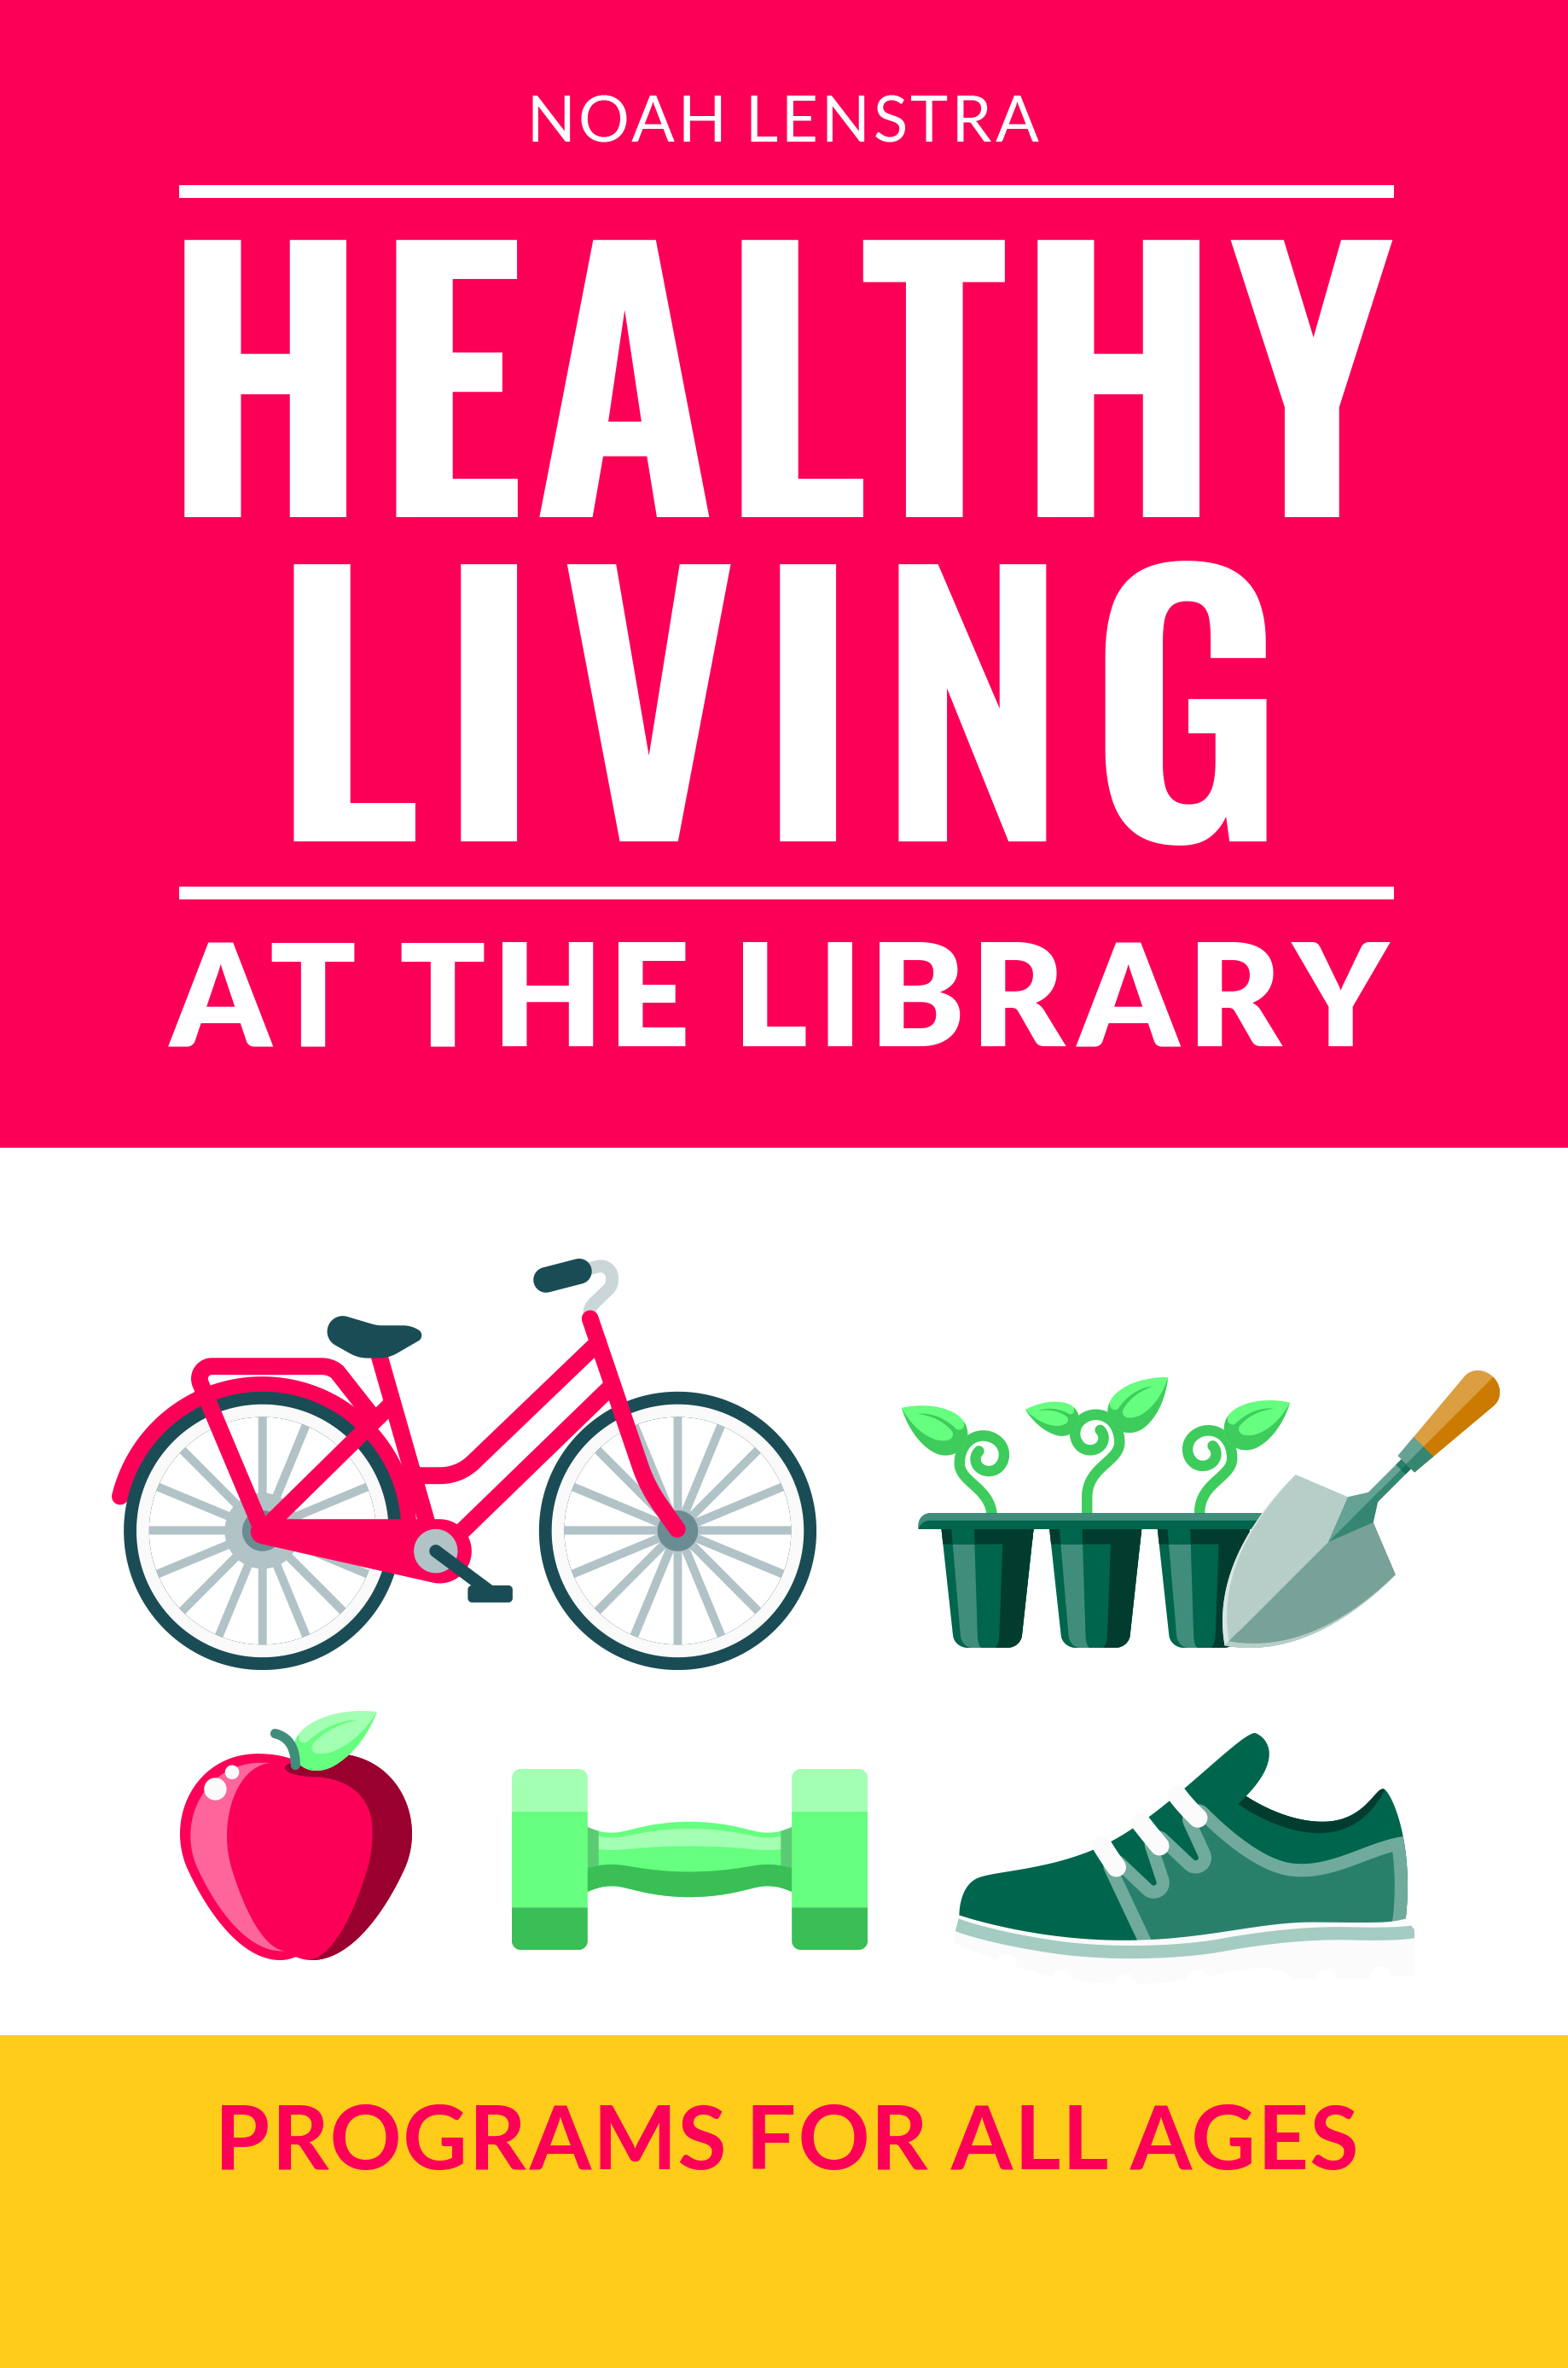 NOAH LENSTRA
HEALTHY
LIVING
AT THE LIBRARY
PROGRAMS FOR ALL AGES